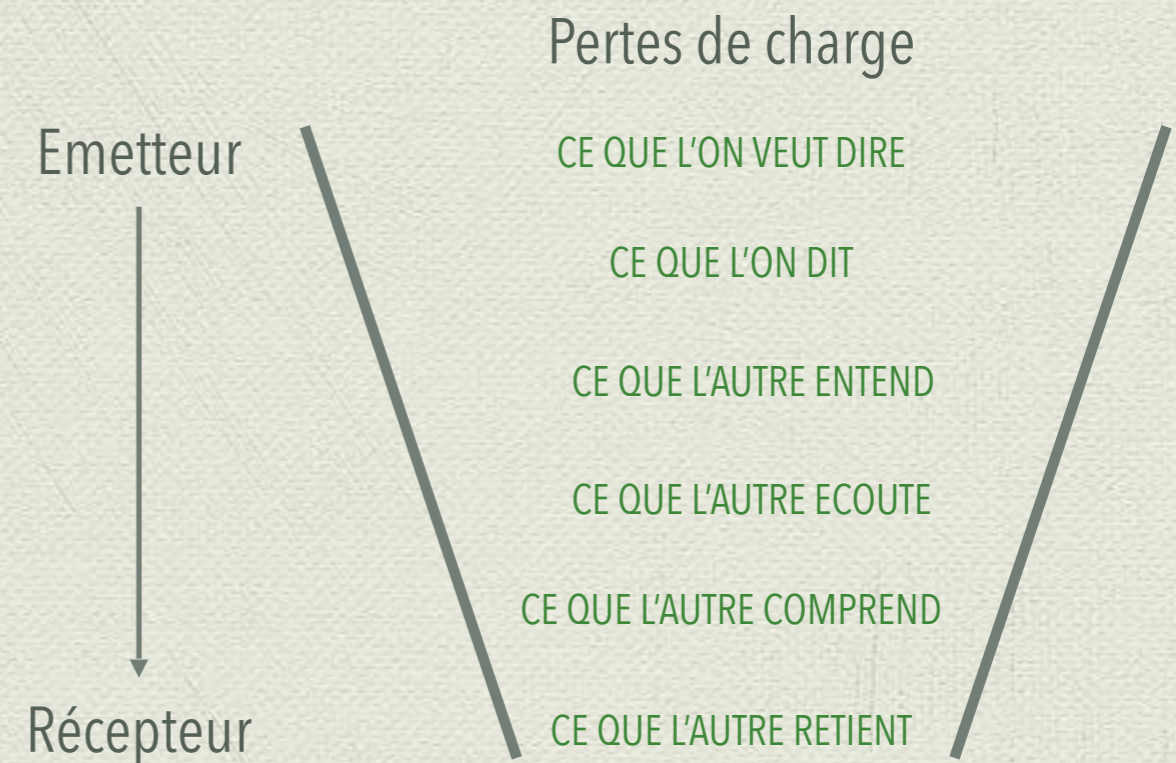 Pertes de charge
Emetteur
CE QUE L'ON VEUT DIRE
CE QUE L'ON DIT
CE QUE L'AUTRE ENTEND
CE QUE L'AUTRE ECOUTE
CE QUE L'AUTRE COMPREND
Récepteur
CE QUE L'AUTRE RETIENT